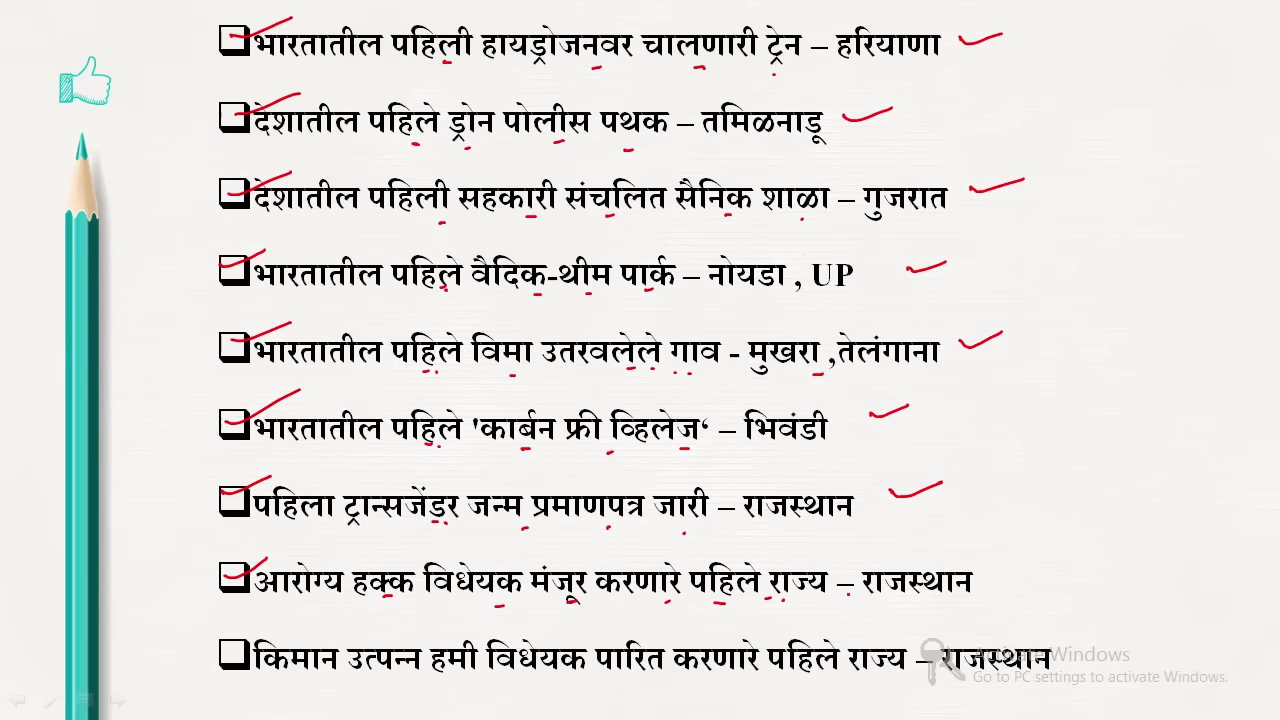 भारतातील पहिली हायड्रोजनवर चालणारी ट्रेन – हरियाणा
देशातील पहिले ड्रोन पोलीस पथक – तमिळनाडू
देशातील पहिली सहकारी संचलित सैनिक शाळा – गुजरात
भारतातील पहिले वैदिक-थीम पार्क – नोयडा , UP
भारतातील पहिले विमा उतरवलेले गाव - मुखरा ,तेलंगाना
भारतातील पहिले 'कार्बन फ्री व्हिलेज‘ – भिवंडी
पहिला ट्रान्सजेंडर जन्म प्रमाणपत्र जारी – राजस्थान
आरोग्य हक्क विधेयक मंजूर करणारे पहिले राज्य – राजस्थान
किमान उत्पन्न हमी विधेयक पारित करणारे पहिले राज्य – राजस्थान
Activate Windows
Go to PC settings to activate Windows.